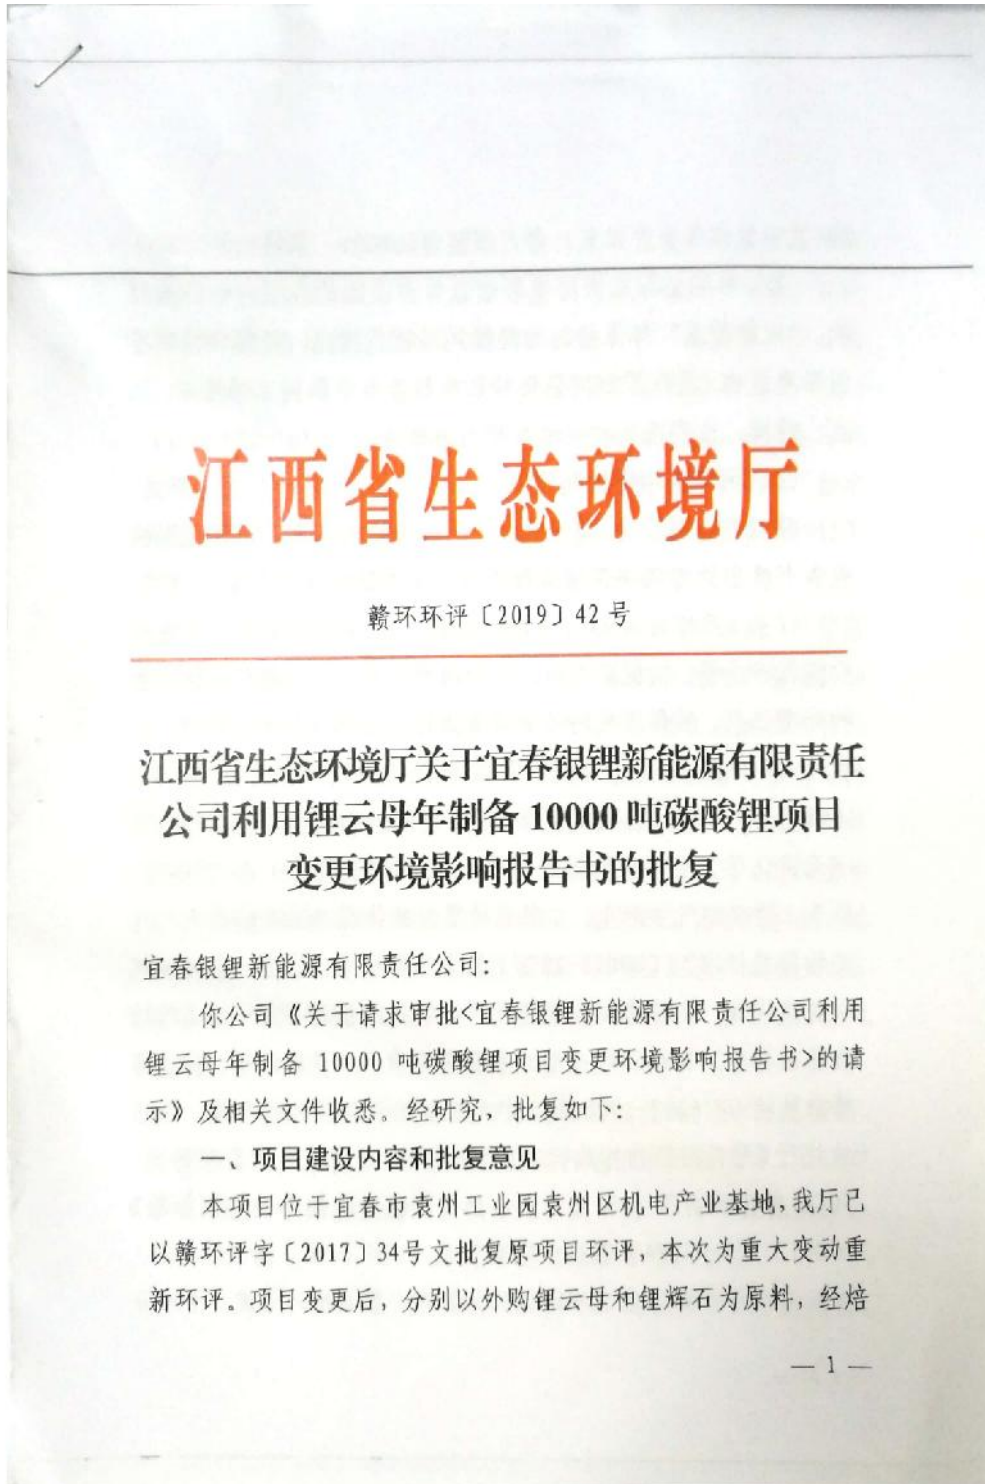 江西省生态环境厅
赣环环评〔2019〕42号
江西省生态环境厅关于宜春银锂新能源有限责任
公司利用锂云母年制备10000吨碳酸锂项目
变更环境影响报告书的批复
宜春银锂新能源有限责任公司:
你公司《关于请求审批<宜春银锂新能源有限责任公司利用
锂云母年制备 10000 吨碳酸锂项目变更环境影响报告书>的请
示》及相关文件收悉。经研究,批复如下:
一、项目建设内容和批复意见
本项目位于宜春市袁州工业园袁州区机电产业基地,我厅已
以赣环评字〔2017〕34号文批复原项目环评,本次为重大变动重
新环评。项目变更后,分别以外购锂云母和锂辉石为原料,经焙
— 1 —